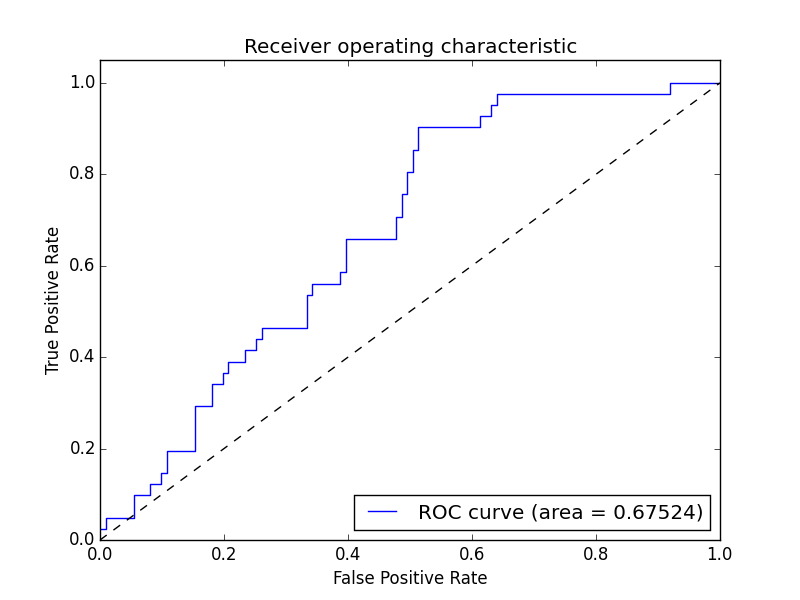 Receiver operating characteristic
True Positive Rate
1.0
0.8
0.6
0.4
0.2
0.0
ROC curve (area = 0.67524)
0.0 0.2 0.4 0.6 0.8 1.0
False Positive Rate